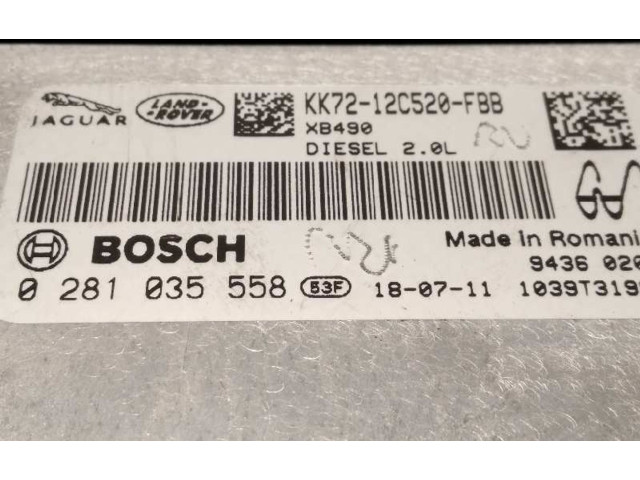 JAGUAR LAND-ROVER KK72-12C520-FBB
XB490
DIESEL 2.0L
BOSCH Made in Romani
9436 020
0 281 035 558 53F 18-07-11 1039T319